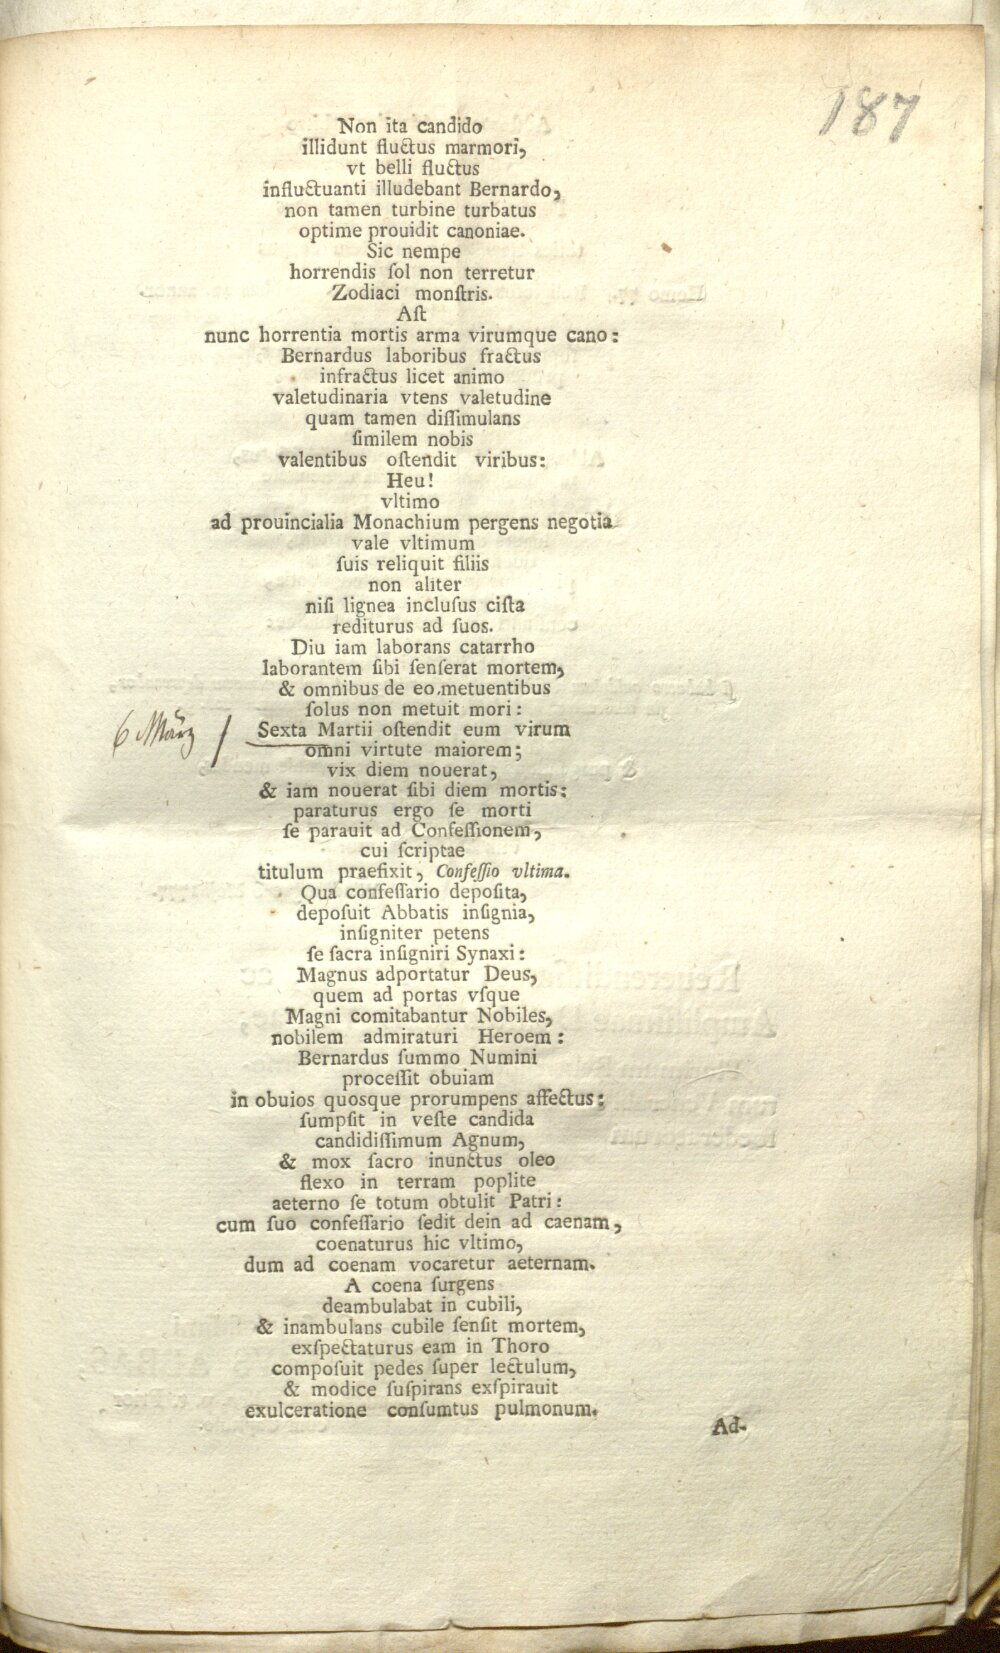 187
Non ita candido
illidunt fluctus marmori,
vt belli fluctus
influctuanti illudebant Bernardo,
non tamen turbine turbatus
optime prouidit canoniae.
Sic nempe
horrendis ſol non terretur
Zodiaci monſtris.
Aſt
nunc horrentia mortis arma virumque cano:
Bernardus laboribus fractus
infractus licet animo
valetudinaria vtens valetudine
quam tamen diſſimulans
ſimilem nobis
valentibus oſtendit viribus:
Heu!
vltimo
ad prouincialia Monachium pergens negotia
vale vltimum
ſuis reliquit filiis
non aliter
niſi lignea incluſus ciſta
rediturus ad ſuos.
Diu iam laborans catarrho
laborantem ſibi ſenſerat mortem,
& omnibus de eo metuentibus
ſolus non metuit mori:
6 März / Sexta Martii oſtendit eum virum
omni virtute maiorem;
vix diem nouerat,
& iam nouerat ſibi diem mortis:
paraturus ergo ſe morti
ſe parauit ad Confeſſionem,
cui ſcriptae
titulum praefixit, Confeſſio vltima.
Qua confeſſario depoſita,
depoſuit Abbatis inſignia,
inſigniter petens
ſe ſacra inſigniri Synaxi:
Magnus adportatur Deus,
quem ad portas vſque
Magni comitabantur Nobiles,
nobilem admiraturi Heroem:
Bernardus ſummo Numini
proceſſit obuiam
in obuios quosque prorumpens affectus:
ſumpſit in veſte candida
candidiſſimum Agnum,
& mox ſacro inunctus oleo
flexo in terram poplite
aeterno ſe totum obtulit Patri:
cum ſuo confeſſario ſedit dein ad caenam,
coenaturus hic vltimo,
dum ad coenam vocaretur aeternam.
A coena ſurgens
deambulabat in cubili,
& inambulans cubile ſenſit mortem,
exſpectaturus eam in Thoro
compoſuit pedes ſuper lectulum,
& modice ſuſpirans exſpirauit
exulceratione conſumtus pulmonum.
Ad-